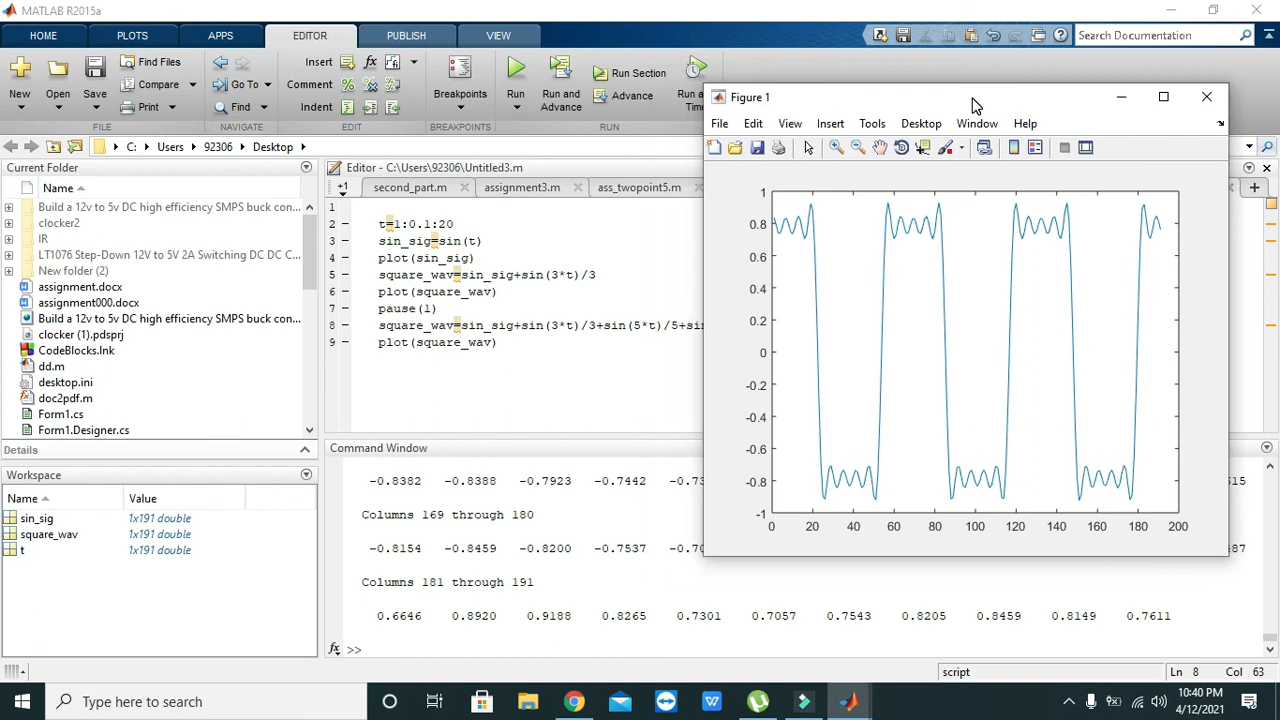 MATLAB R2015a
HOME PLOTS APPS EDITOR PUBLISH VIEW Search Documentation
New Open Save Find Files Compare Print
Go To Find
Insert Comment Indent
Breakpoints
Run Run and Advance Run Section Advance
FILE NAVIGATE EDIT BREAKPOINTS RUN
C: Users 92306 Desktop
Current Folder
Name
Build a 12v to 5v DC high efficiency SMPS buck con...
clocker2
IR
LT1076 Step-Down 12V to 5V 2A Switching DC DC C...
New folder (2)
assignment.docx
assignment000.docx
Build a 12v to 5v DC high efficiency SMPS buck con...
clocker (1).pdsprj
CodeBlocks.lnk
dd.m
desktop.ini
doc2pdf.m
Form1.cs
Form1.Designer.cs
Details
Workspace
Name Value
sin_sig 1x191 double
square_wav 1x191 double
t 1x191 double
Editor - C:\Users\92306\Untitled3.m
+1 second_part.m assignment3.m ass_twopoint5.m
1
2 t=1:0.1:20
3 sin_sig=sin(t)
4 plot(sin_sig)
5 square_wav=sin_sig+sin(3*t)/3
6 plot(square_wav)
7 pause(1)
8 square_wav=sin_sig+sin(3*t)/3+sin(5*t)/5+sin
9 plot(square_wav)
Command Window
-0.8382 -0.8388 -0.7923 -0.7442
Columns 169 through 180
-0.8154 -0.8459 -0.8200 -0.7537
Columns 181 through 191
0.6646 0.8920 0.9188 0.8265 0.7301 0.7057 0.7543 0.8205 0.8459 0.8149 0.7611
fx >>
Figure 1
File Edit View Insert Tools Desktop Window Help
1
0.8
0.6
0.4
0.2
0
-0.2
-0.4
-0.6
-0.8
-1
0 20 40 60 80 100 120 140 160 180 200
script Ln 8 Col 63
Type here to search
10:40 PM
4/12/2021